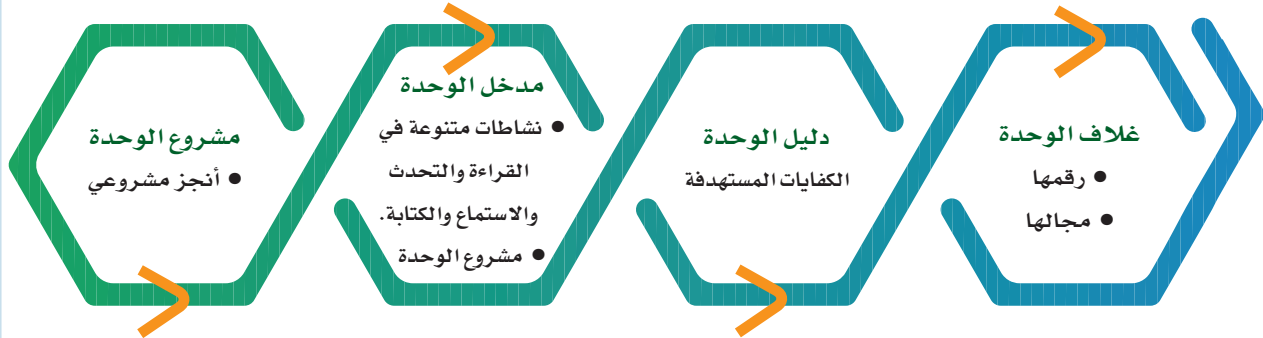 غلاف الوحدة
● رقمها
● مجالها
دليل الوحدة
الكفايات المستهدفة
مدخل الوحدة
● نشاطات متنوعة في
القراءة والتحدث
والاستماع والكتابة.
● مشروع الوحدة
مشروع الوحدة
● أنجز مشروعي